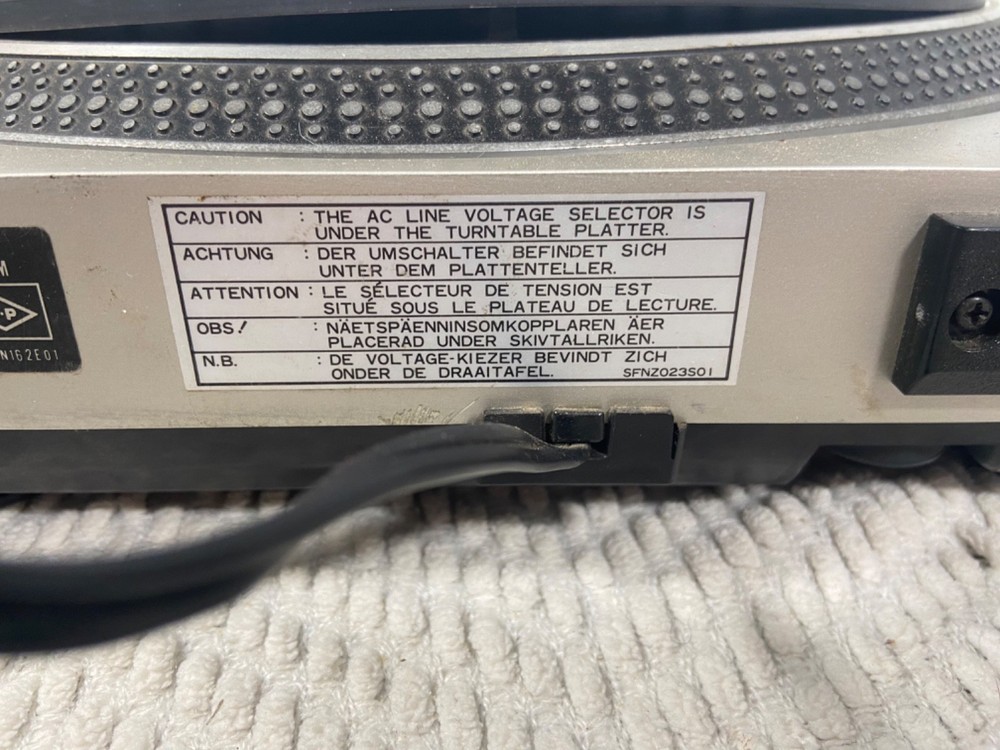 CAUTION : THE AC LINE VOLTAGE SELECTOR IS
UNDER THE TURNTABLE PLATTER.
ACHTUNG : DER UMSCHALTER BEFINDET SICH
UNTER DEM PLATTENTELLER.
ATTENTION : LE SÉLECTEUR DE TENSION EST
SITUÉ SOUS LE PLATEAU DE LECTURE.
OBS! : NÄETSPÄENNINSOMKOPPLAREN ÄER
PLACERAD UNDER SKIVTALLRIKEN.
N.B. : DE VOLTAGE-KIEZER BEVINDT ZICH
ONDER DE DRAAITAFEL. SFNZ023S01
M
P
N162E01